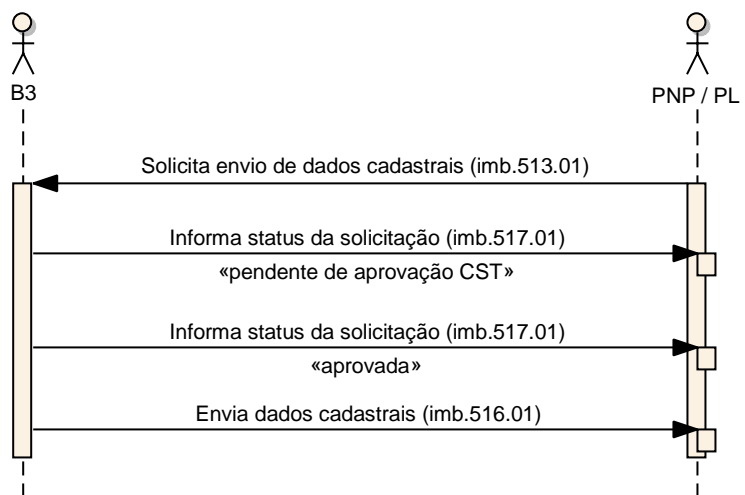 B3
PNP / PL
Solicita envio de dados cadastrais (imb.513.01)
Informa status da solicitação (imb.517.01)
«pendente de aprovação CST»
Informa status da solicitação (imb.517.01)
«aprovada»
Envia dados cadastrais (imb.516.01)